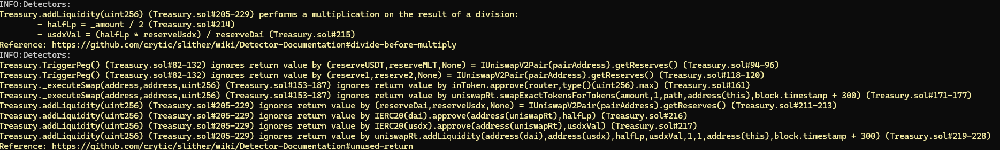 INFO:Detectors:
Treasury.addLiquidity(uint256) (Treasury.sol#205-229) performs a multiplication on the result of a division:
        - halfLp = _amount / 2 (Treasury.sol#214)
        - usdxVal = (halfLp * reserveUsdx) / reserveDai (Treasury.sol#215)
Reference: https://github.com/crytic/slither/wiki/Detector-Documentation#divide-before-multiply
INFO:Detectors:
Treasury.TriggerPeg() (Treasury.sol#82-132) ignores return value by (reserveUSDT,reserveMLT,None) = IUniswapV2Pair(pairAddress).getReserves() (Treasury.sol#94-96)
Treasury.TriggerPeg() (Treasury.sol#82-132) ignores return value by (reserve1,reserve2,None) = IUniswapV2Pair(pairAddress).getReserves() (Treasury.sol#118-120)
Treasury._executeSwap(address,address,uint256) (Treasury.sol#153-187) ignores return value by inToken.approve(router,type()(uint256).max) (Treasury.sol#161)
Treasury._executeSwap(address,address,uint256) (Treasury.sol#153-187) ignores return value by uniswapRt.swapExactTokensForTokens(amount,1,path,address(this),block.timestamp + 300) (Treasury.sol#171-177)
Treasury.addLiquidity(uint256) (Treasury.sol#205-229) ignores return value by (reserveDai,reserveUsdx,None) = IUniswapV2Pair(pairAddress).getReserves() (Treasury.sol#211-213)
Treasury.addLiquidity(uint256) (Treasury.sol#205-229) ignores return value by IERC20(dai).approve(address(uniswapRt),halfLp) (Treasury.sol#216)
Treasury.addLiquidity(uint256) (Treasury.sol#205-229) ignores return value by IERC20(usdx).approve(address(uniswapRt),usdxVal) (Treasury.sol#217)
Treasury.addLiquidity(uint256) (Treasury.sol#205-229) ignores return value by uniswapRt.addLiquidity(address(dai),address(usdx),halfLp,usdxVal,1,1,address(this),block.timestamp + 300) (Treasury.sol#219-228)
Reference: https://github.com/crytic/slither/wiki/Detector-Documentation#unused-return